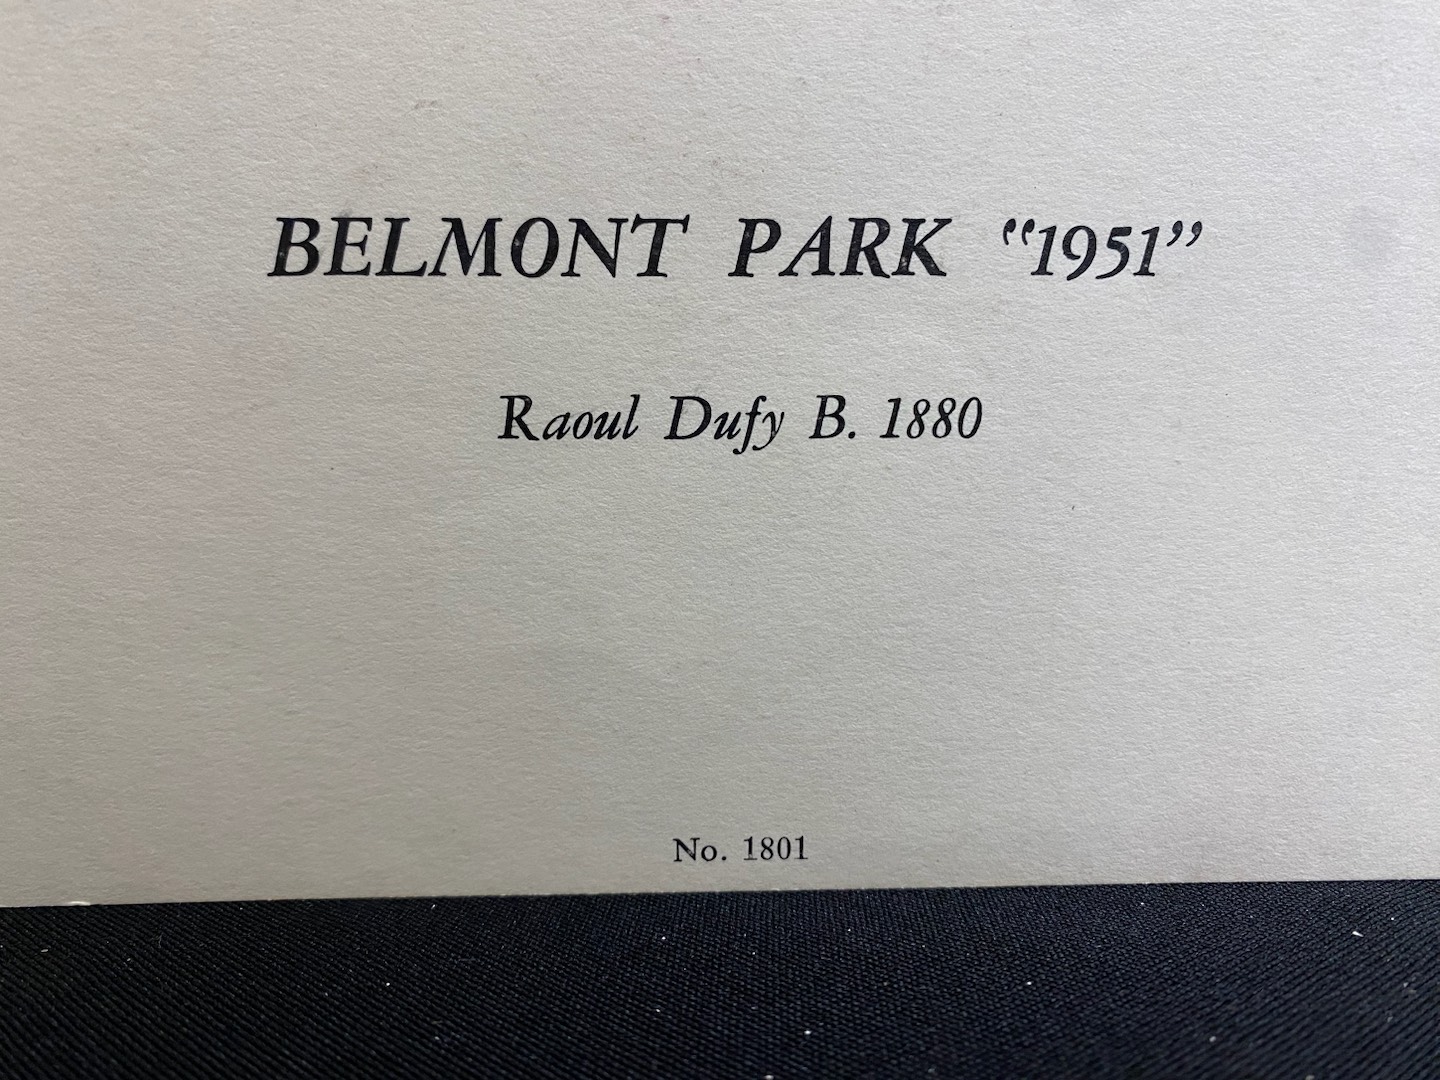 BELMONT PARK “1951”
Raoul Dufy B. 1880
No. 1801